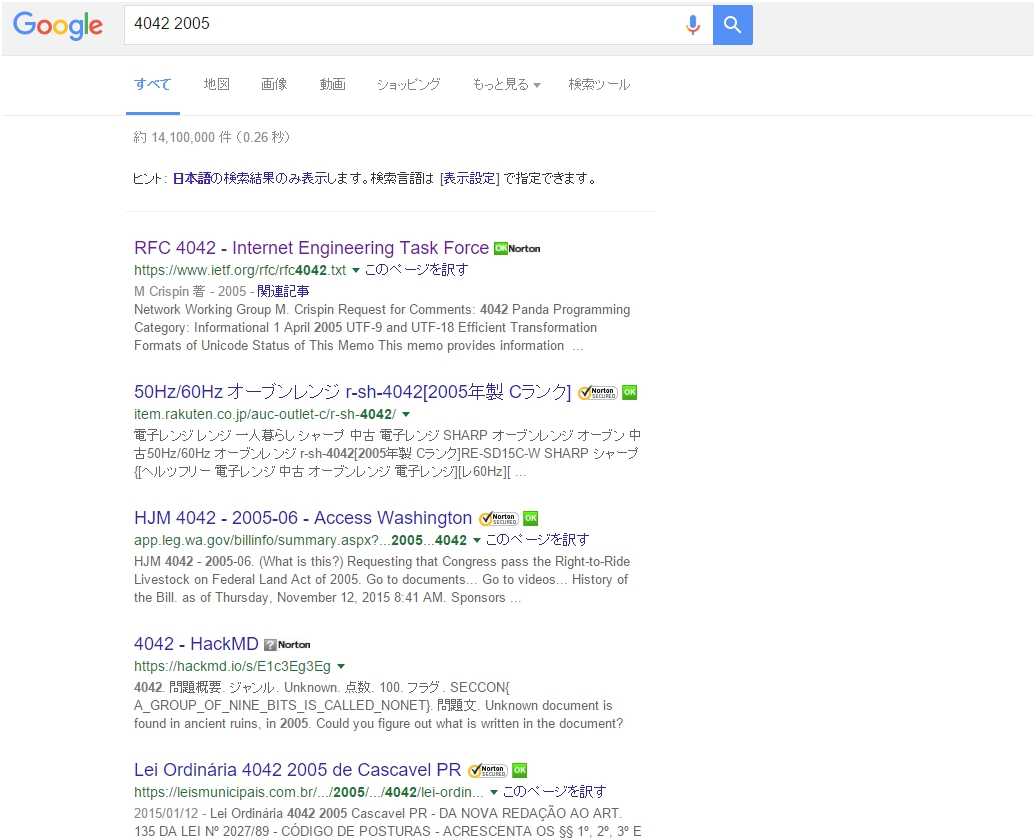 Google
4042 2005
すべて 地図 画像 動画 ショッピング もっと見る 検索ツール
約 14,100,000 件 (0.26 秒)
ヒント: 日本語の検索結果のみ表示します。検索言語は [表示設定] で指定できます。
RFC 4042 - Internet Engineering Task Force OK Norton
https://www.ietf.org/rfc/rfc4042.txt このページを訳す
M Crispin 著 - 2005 - 関連記事
Network Working Group M. Crispin Request for Comments: 4042 Panda Programming
Category: Informational 1 April 2005 UTF-9 and UTF-18 Efficient Transformation
Formats of Unicode Status of This Memo This memo provides information ...
50Hz/60Hz オーブンレンジ r-sh-4042[2005年製 Cランク] Norton SECURED OK
item.rakuten.co.jp/auc-outlet-c/r-sh-4042/
電子レンジ レンジ 一人暮らし シャープ 中古 電子レンジ SHARP オーブンレンジ オーブン 中
古50Hz/60Hz オーブンレンジ r-sh-4042[2005年製 Cランク]RE-SD15C-W SHARP シャープ
{[ヘルツフリー 電子レンジ 中古 オーブンレンジ 電子レンジ][レ60Hz][ ...
HJM 4042 - 2005-06 - Access Washington Norton SECURED OK
app.leg.wa.gov/billinfo/summary.aspx?...2005...4042 このページを訳す
HJM 4042 - 2005-06. (What is this?) Requesting that Congress pass the Right-to-Ride
Livestock on Federal Land Act of 2005. Go to documents... Go to videos... History of
the Bill. as of Thursday, November 12, 2015 8:41 AM. Sponsors ...
4042 - HackMD ? Norton
https://hackmd.io/s/E1c3Eg3Eg
4042. 問題概要. ジャンル. Unknown. 点数. 100. フラグ. SECCON{
A_GROUP_OF_NINE_BITS_IS_CALLED_NONET}. 問題文. Unknown document is
found in ancient ruins, in 2005. Could you figure out what is written in the document?
Lei Ordinária 4042 2005 de Cascavel PR Norton SECURED OK
https://leismunicipais.com.br/.../2005/.../4042/lei-ordin... このページを訳す
2015/01/12 - Lei Ordinária 4042 2005 Cascavel PR - DA NOVA REDAÇÃO AO ART.
135 DA LEI Nº 2027/89 - CÓDIGO DE POSTURAS - ACRESCENTA OS §§ 1º, 2º, 3º E